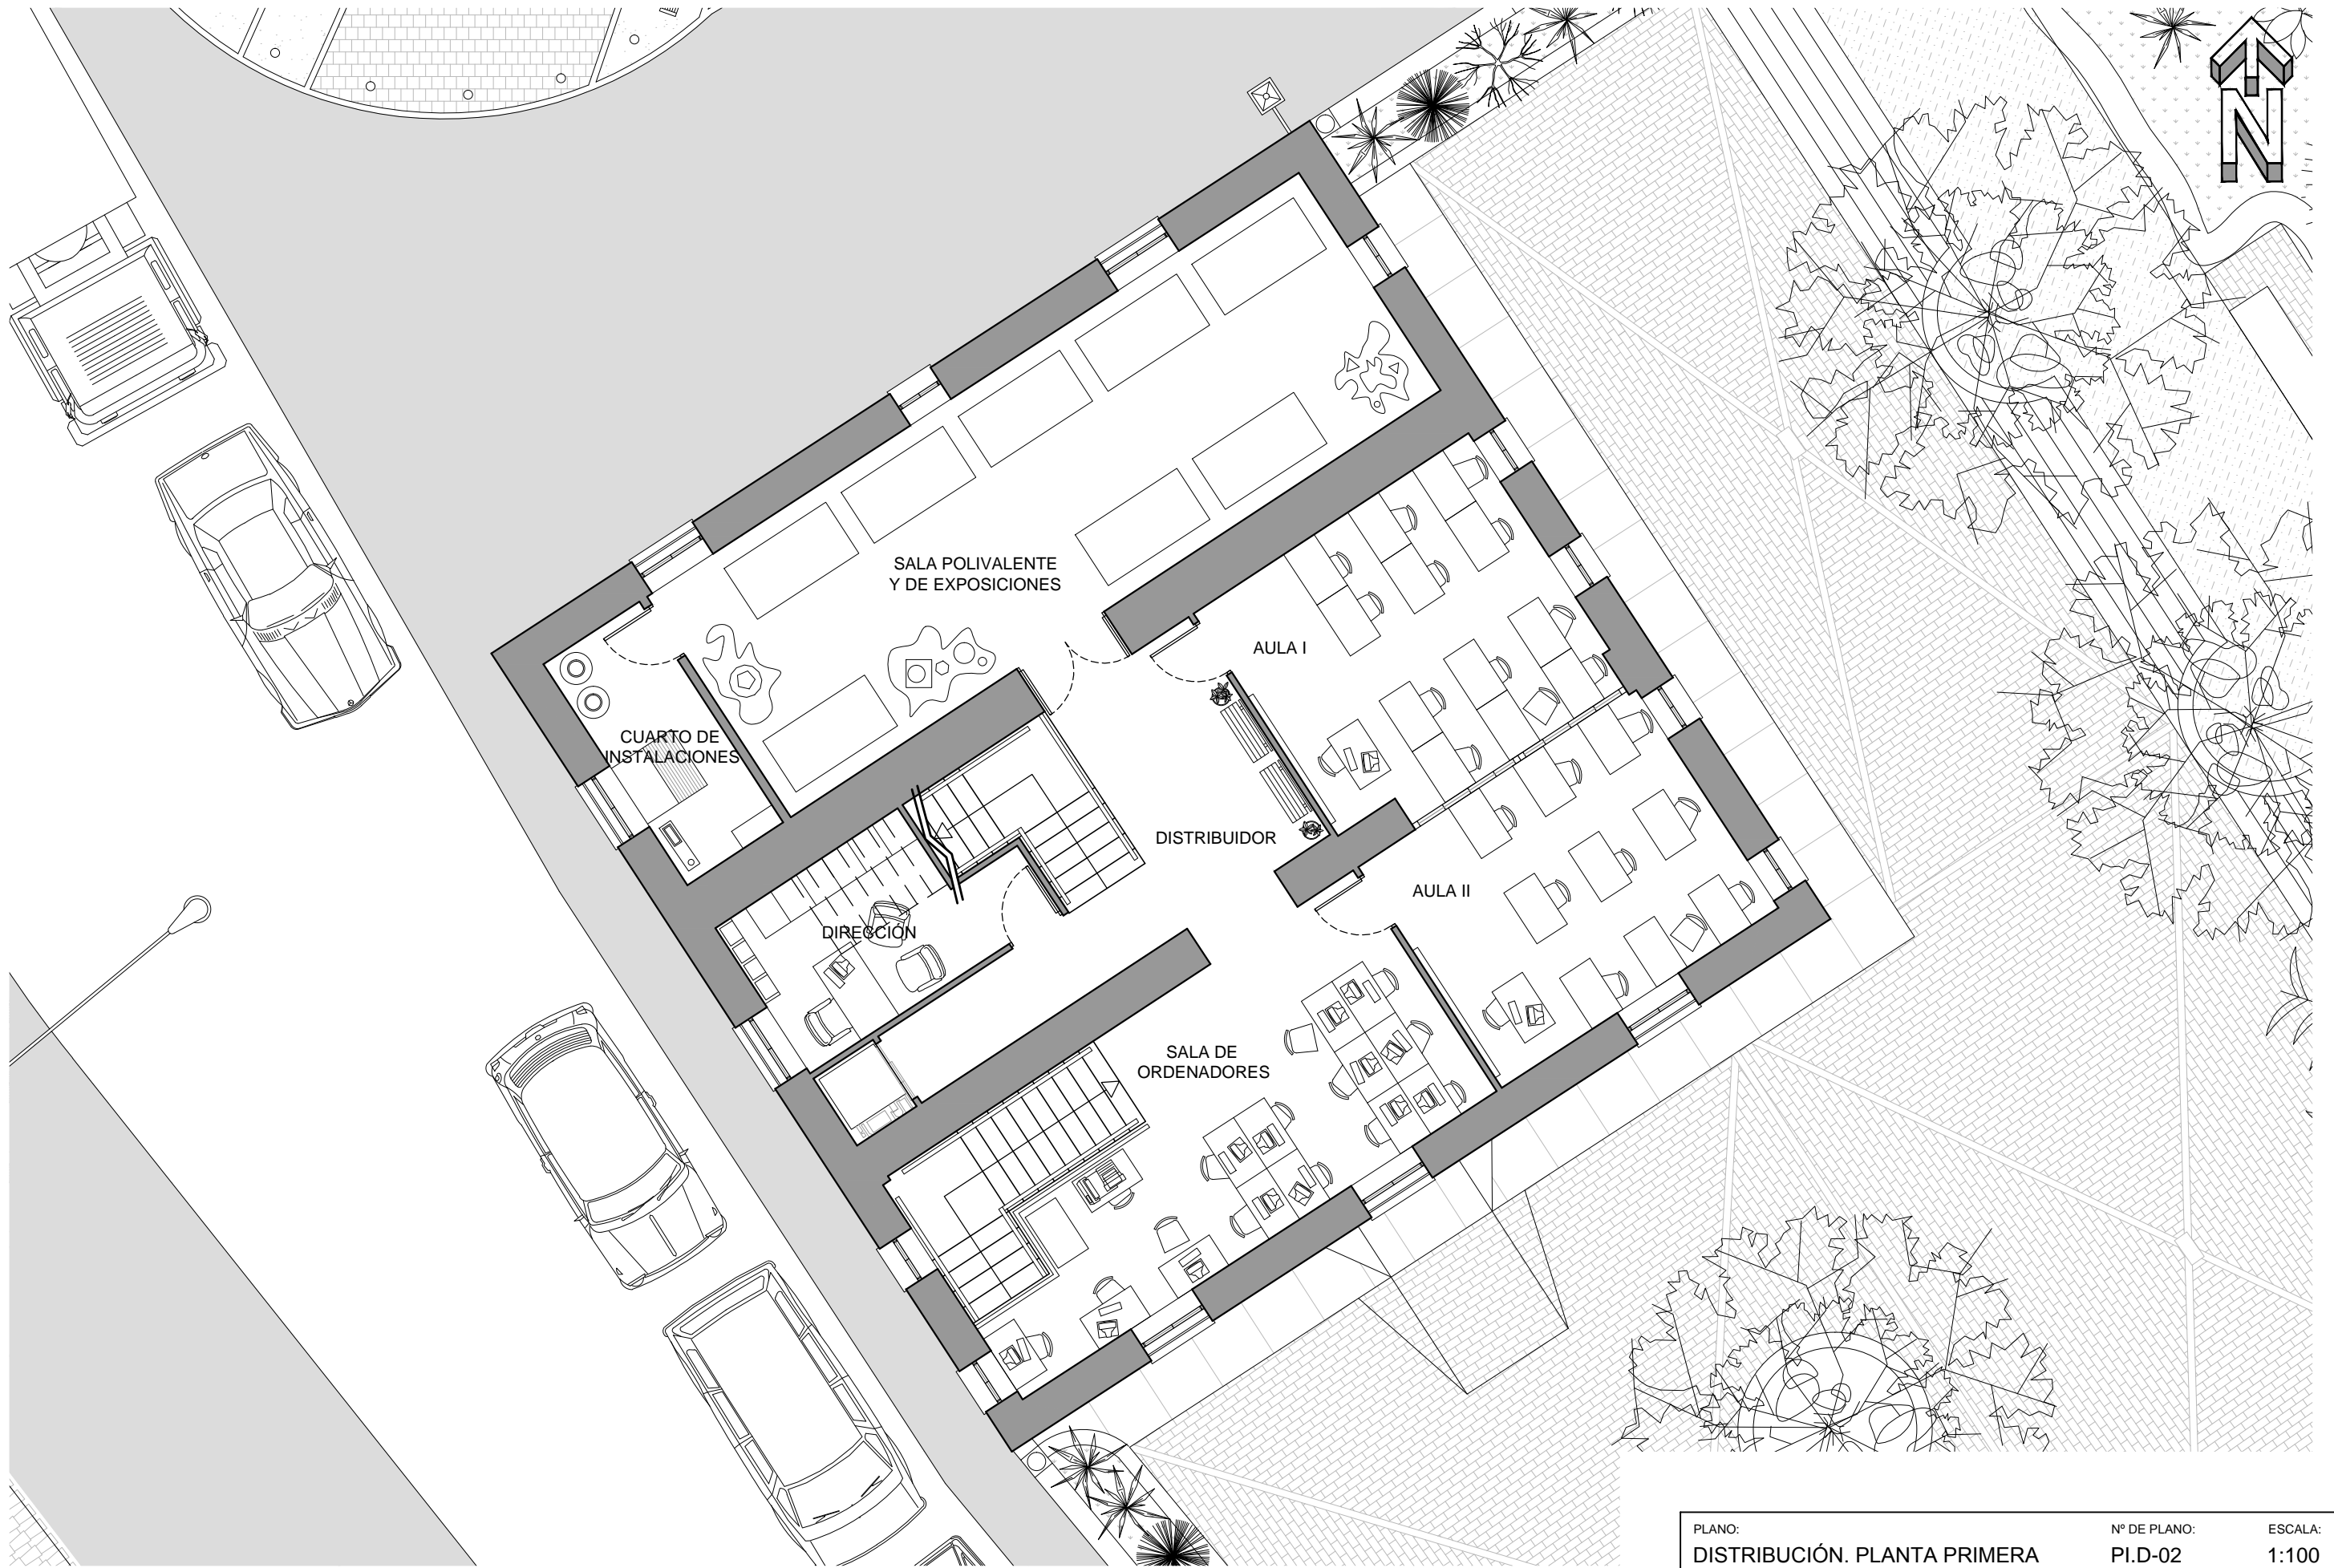 N
SALA POLIVALENTE
Y DE EXPOSICIONES
AULA I
CUARTO DE
INSTALACIONES
DISTRIBUIDOR
AULA II
DIRECCIÓN
SALA DE
ORDENADORES
PLANO:
Nº DE PLANO:
ESCALA:
DISTRIBUCIÓN. PLANTA PRIMERA
PI.D-02
1:100